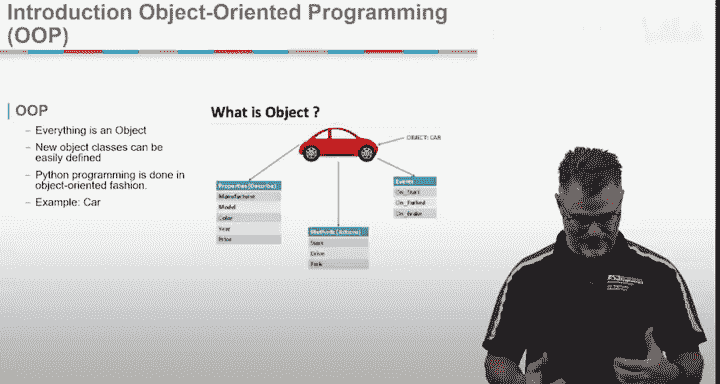 Introduction Object-Oriented Programming
(OOP)
OOP
– Everything is an Object
– New object classes can be
easily defined
– Python programming is done in
object-oriented fashion.
– Example: Car
What is Object ?
OBJECT: CAR
Properties (Describe)
Manufacturer
Model
Color
Year
Price
Methods (Actions)
Start
Drive
Park
Events
On_Start
On_Parked
On_Brake